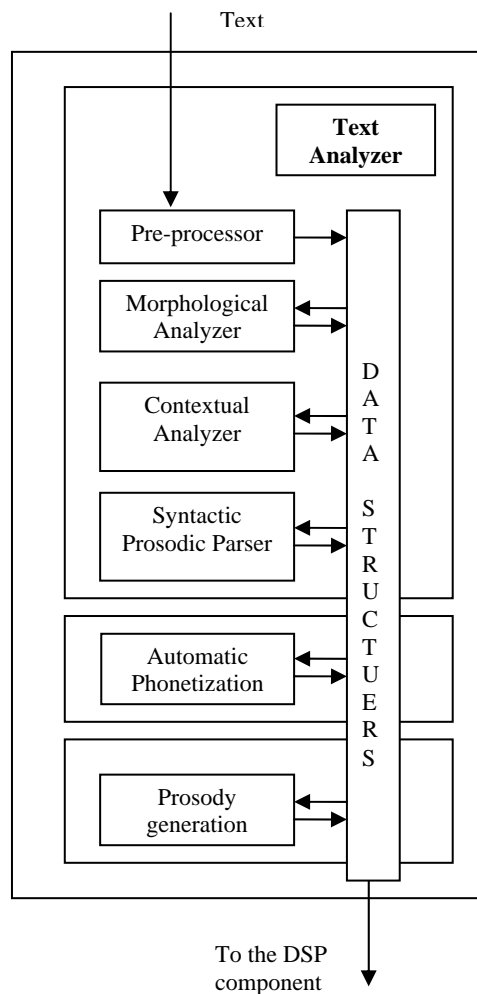 Text
Text
Analyzer
Pre-processor
Morphological
Analyzer
Contextual
Analyzer
Syntactic
Prosodic Parser
Automatic
Phonetization
Prosody
generation
D
A
T
A
S
T
R
U
C
T
U
E
R
S
To the DSP
component